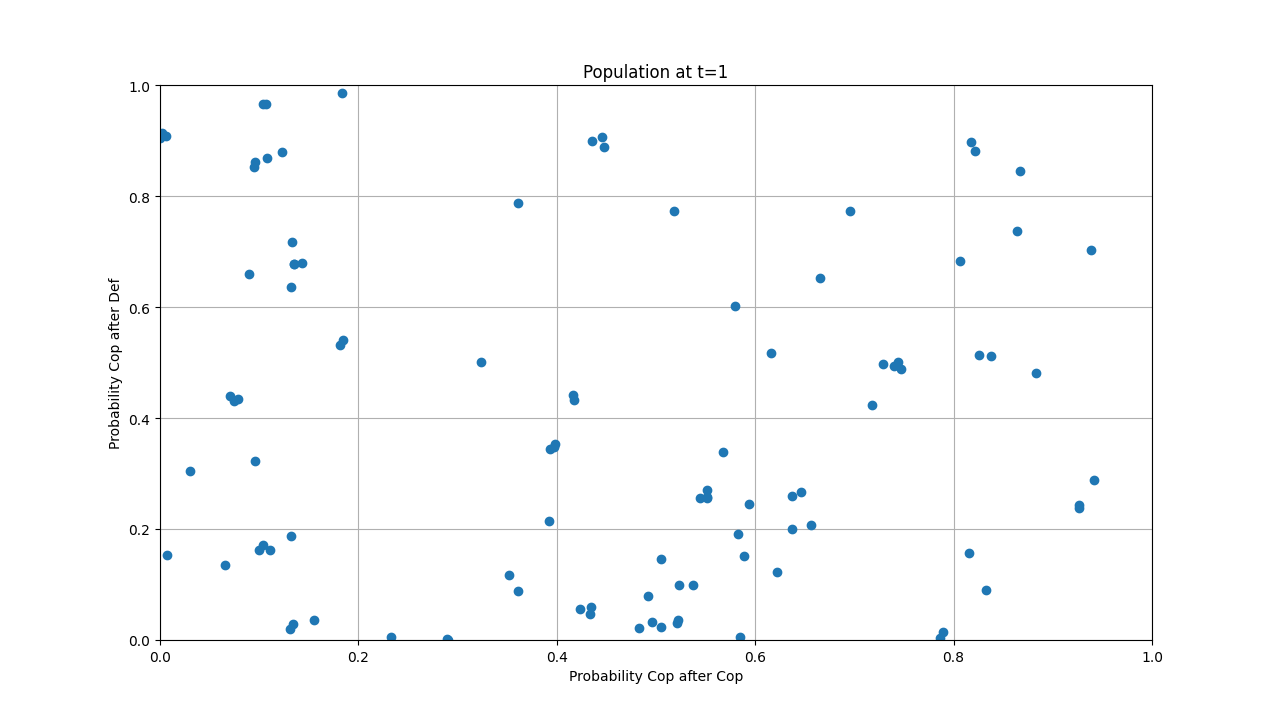 Population at t=1
1.0
0.8
0.6
0.4
0.2
0.0
Probability Cop after Def
0.0 0.2 0.4 0.6 0.8 1.0
Probability Cop after Cop